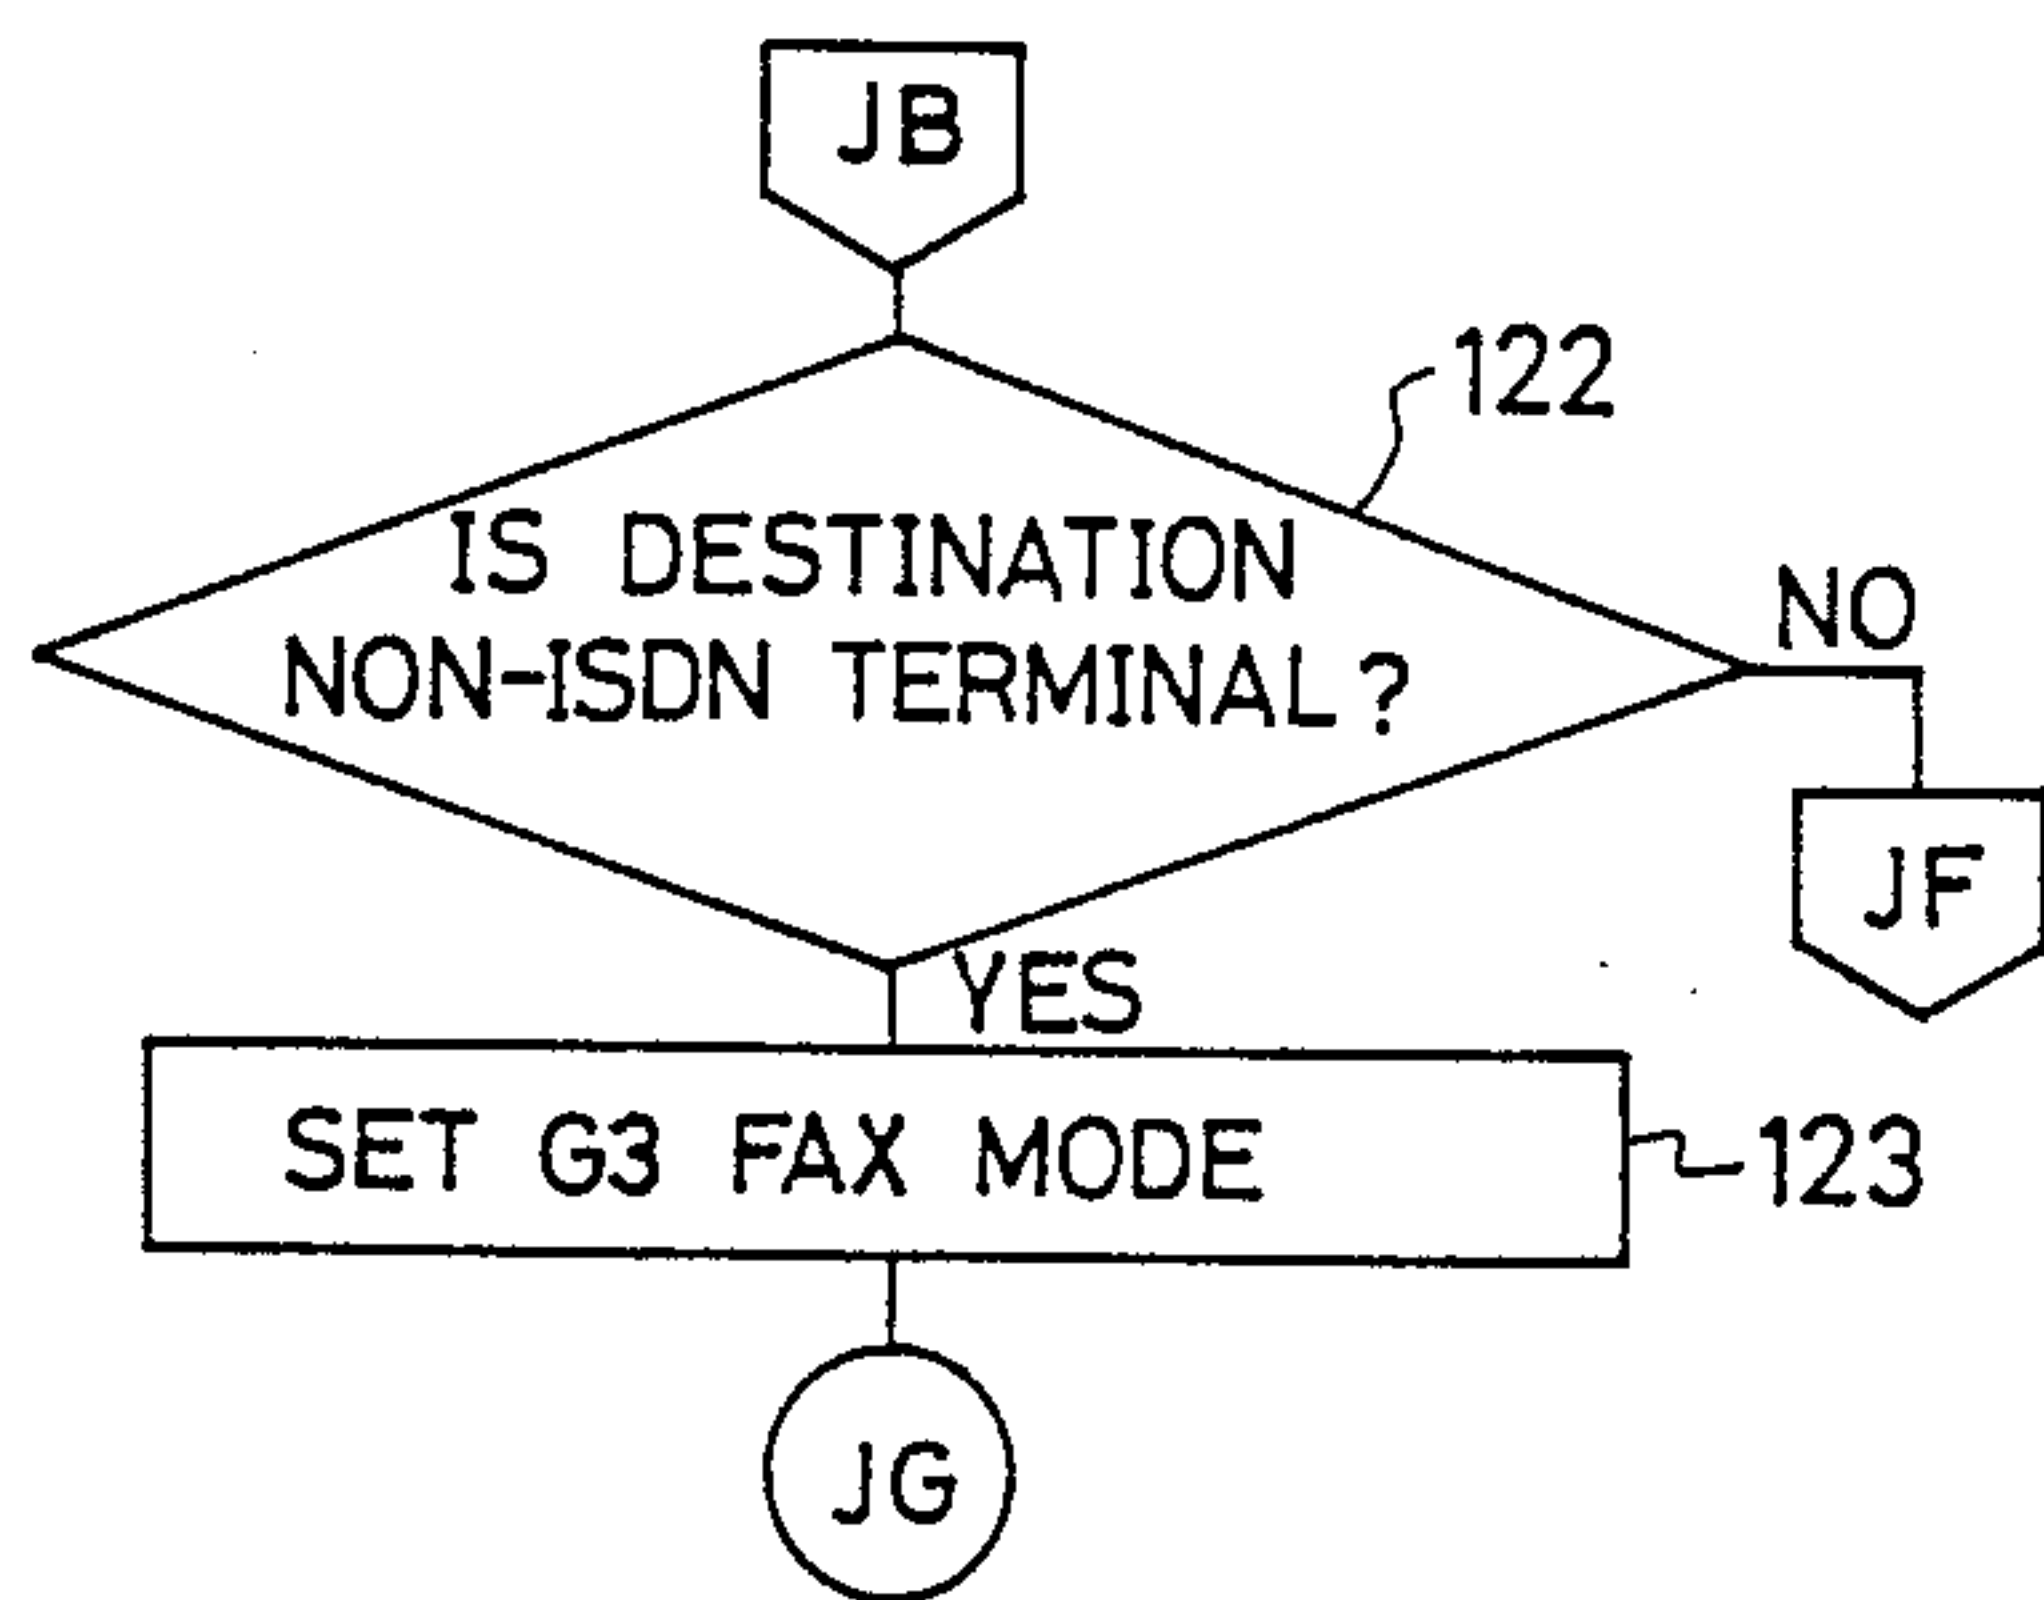 JB
122
IS DESTINATION
NON-ISDN TERMINAL?
NO
JF
YES
SET G3 FAX MODE
123
JG